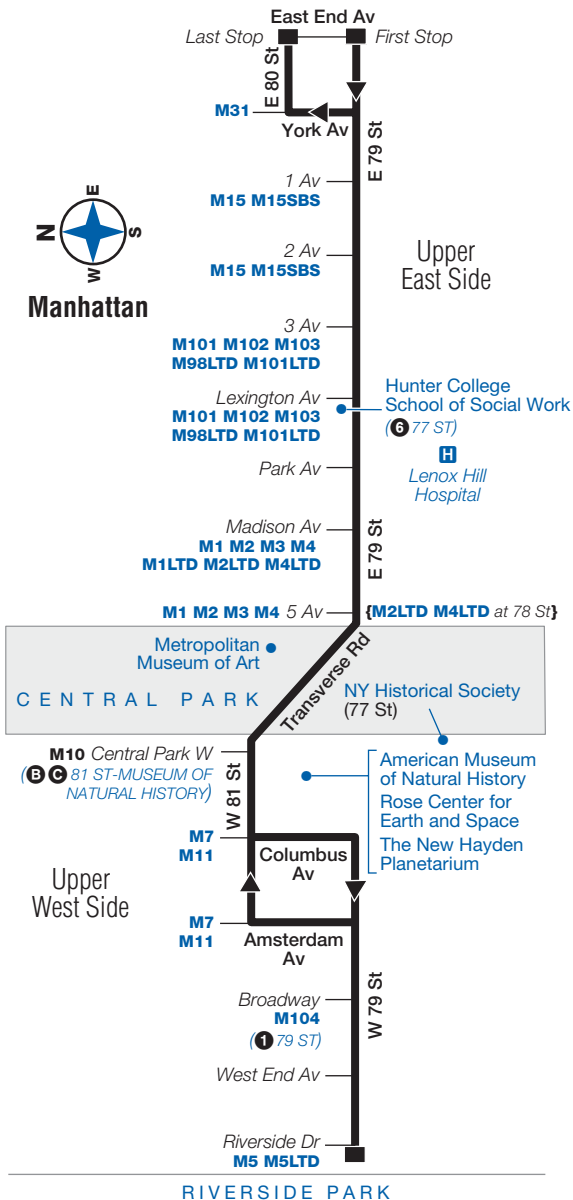 East End Av
Last Stop
First Stop
E 80 St
M31
York Av
E 79 St
1 Av
M15 M15SBS
N
E
S
W
Manhattan
2 Av
M15 M15SBS
Upper
East Side
3 Av
M101 M102 M103
M98LTD M101LTD
Lexington Av
M101 M102 M103
M98LTD M101LTD
Hunter College
School of Social Work
(6 77 ST)
H
Lenox Hill
Hospital
Park Av
Madison Av
M1 M2 M3 M4
M1LTD M2LTD M4LTD
E 79 St
M1 M2 M3 M4 5 Av
{M2LTD M4LTD at 78 St}
Metropolitan
Museum of Art
CENTRAL PARK
Transverse Rd
NY Historical Society
(77 St)
M10 Central Park W
(B C 81 ST-MUSEUM OF
NATURAL HISTORY)
W 81 St
American Museum
of Natural History
Rose Center for
Earth and Space
The New Hayden
Planetarium
M7
M11
Columbus
Av
Upper
West Side
M7
M11
Amsterdam
Av
W 79 St
Broadway
M104
(1 79 ST)
West End Av
Riverside Dr
M5 M5LTD
RIVERSIDE PARK